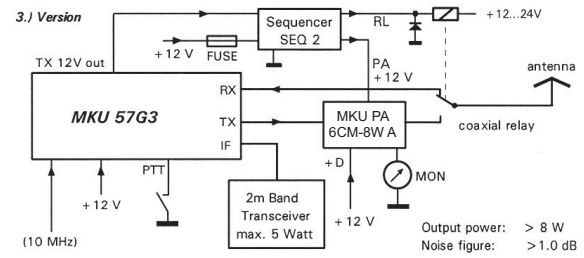 3.) Version
Sequencer
SEQ 2
RL
+12...24V
TX 12V out
+12 V
FUSE
PA
+12 V
antenna
MKU 57G3
RX
TX
IF
MKU PA
6CM-8W A
coaxial relay
PTT
+D
MON
+12 V
2m Band
Transceiver
max. 5 Watt
+12 V
(10 MHz)
Output power: > 8 W
Noise figure: >1.0 dB